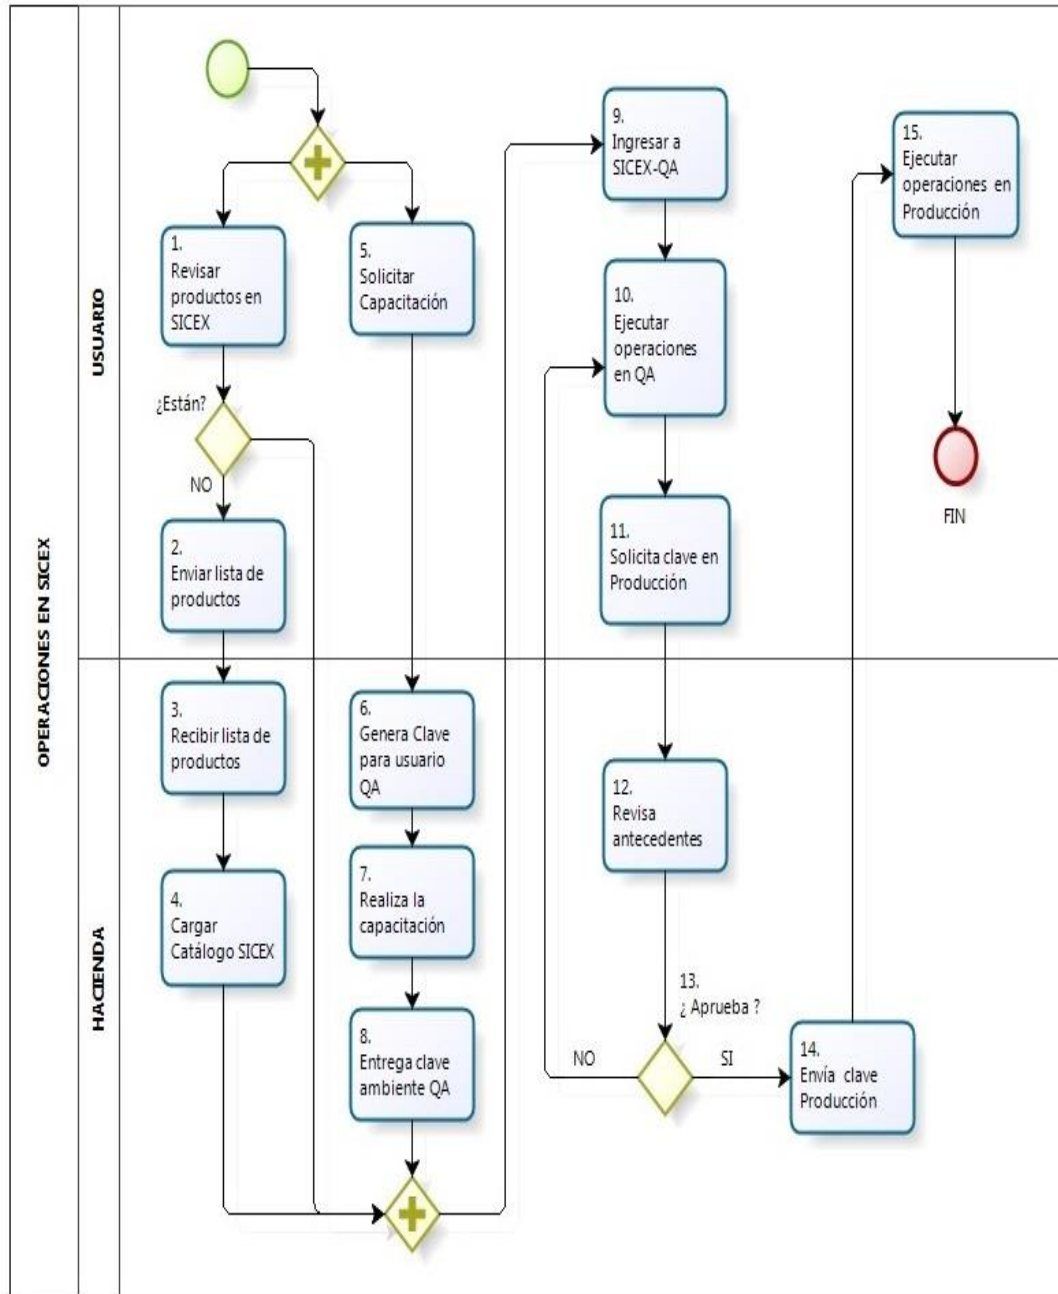 OPERACIONES EN SICEX
USUARIO
1.
Revisar
productos en
SICEX
¿Están?
NO
2.
Enviar lista de
productos
5.
Solicitar
Capacitación
9.
Ingresar a
SICEX-QA
10.
Ejecutar
operaciones
en QA
11.
Solicita clave en
Producción
15.
Ejecutar
operaciones en
Producción
FIN
HACIENDA
3.
Recibir lista de
productos
4.
Cargar
Catálogo SICEX
6.
Genera Clave
para usuario
QA
7.
Realiza la
capacitación
8.
Entrega clave
ambiente QA
12.
Revisa
antecedentes
13.
¿ Aprueba ?
NO
SI
14.
Envía clave
Producción